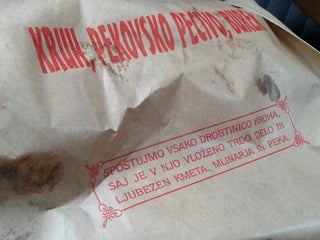 KRUH, PEKOVSKO PECIVO, BUREK
SPOŠTUJMO VSAKO DROBTINICO KRUHA,
SAJ JE V NJO VLOŽENO TRDO DELO IN
LJUBEZEN KMETA, MLINARJA IN PEKA.